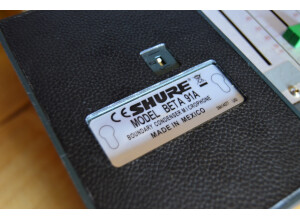 CE SHURE
MODEL BETA 91A
BOUNDARY CONDENSER MICROPHONE
MADE IN MEXICO